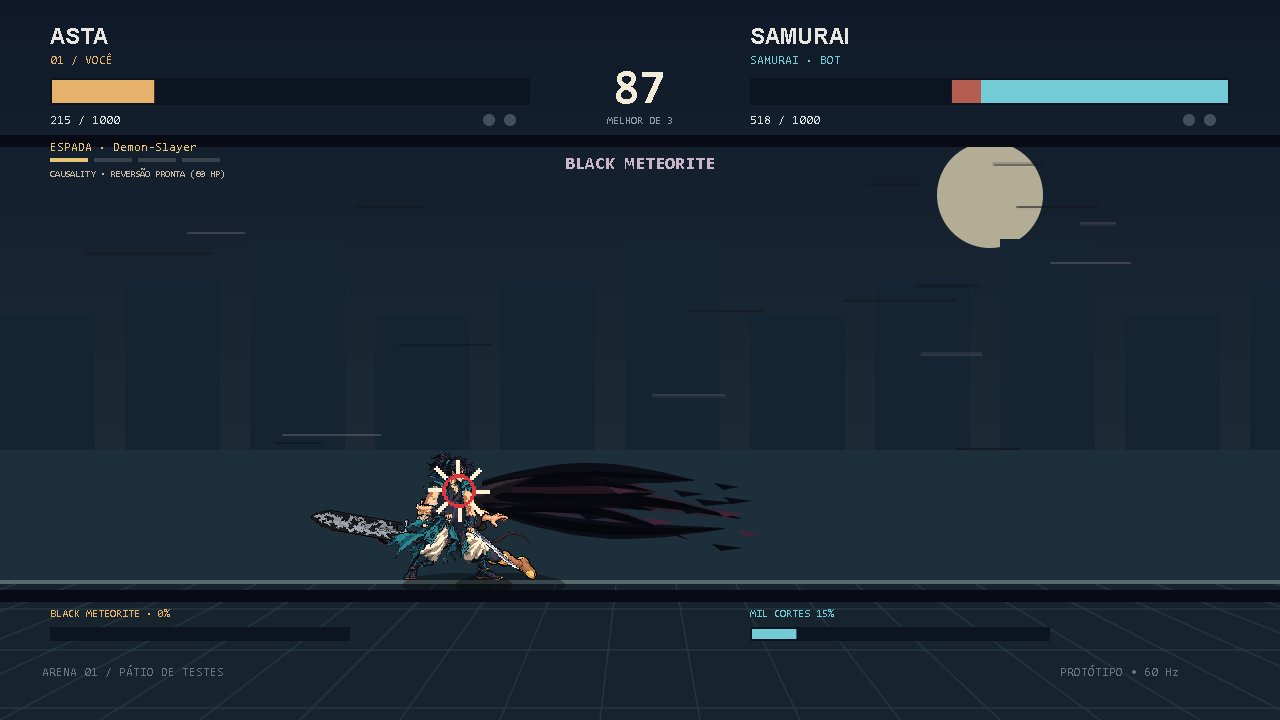 ASTA
01 / VOCÊ
215 / 1000
ESPADA · Demon-Slayer
CAUSALITY · REVERSÃO PRONTA (60 HP)
87
MELHOR DE 3
BLACK METEORITE
SAMURAI
SAMURAI · BOT
518 / 1000
BLACK METEORITE · 0%
MIL CORTES 15%
ARENA 01 / PÁTIO DE TESTES
PROTÓTIPO • 60 Hz